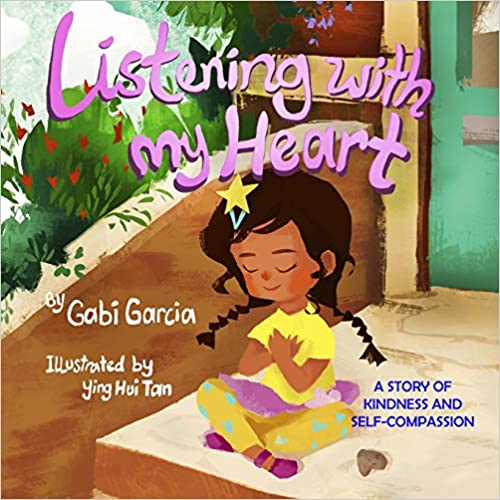 Listening with
my Heart
By Gabi Garcia
Illustrated by
Ying Hui Tan
A STORY OF
KINDNESS AND
SELF-COMPASSION